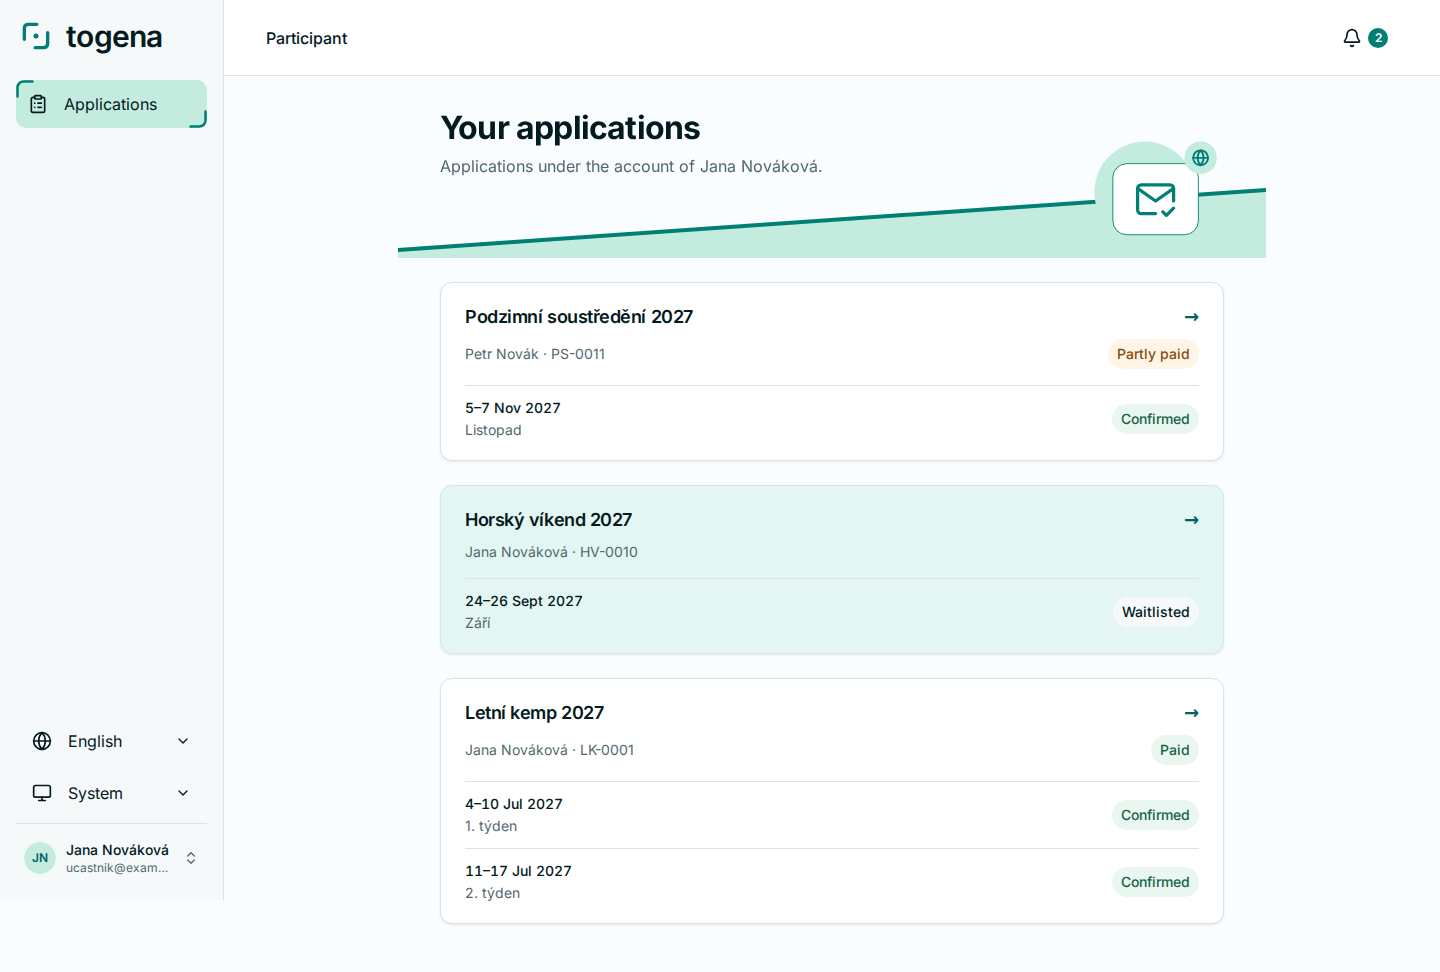 togena
Applications
Participant
2
Your applications
Applications under the account of Jana Nováková.
Podzimní soustředění 2027
→
Petr Novák · PS-0011
Partly paid
5–7 Nov 2027
Listopad
Confirmed
Horský víkend 2027
→
Jana Nováková · HV-0010
24–26 Sept 2027
Září
Waitlisted
Letní kemp 2027
→
Jana Nováková · LK-0001
Paid
4–10 Jul 2027
1. týden
Confirmed
11–17 Jul 2027
2. týden
Confirmed
English
System
JN
Jana Nováková
ucastnik@exam...